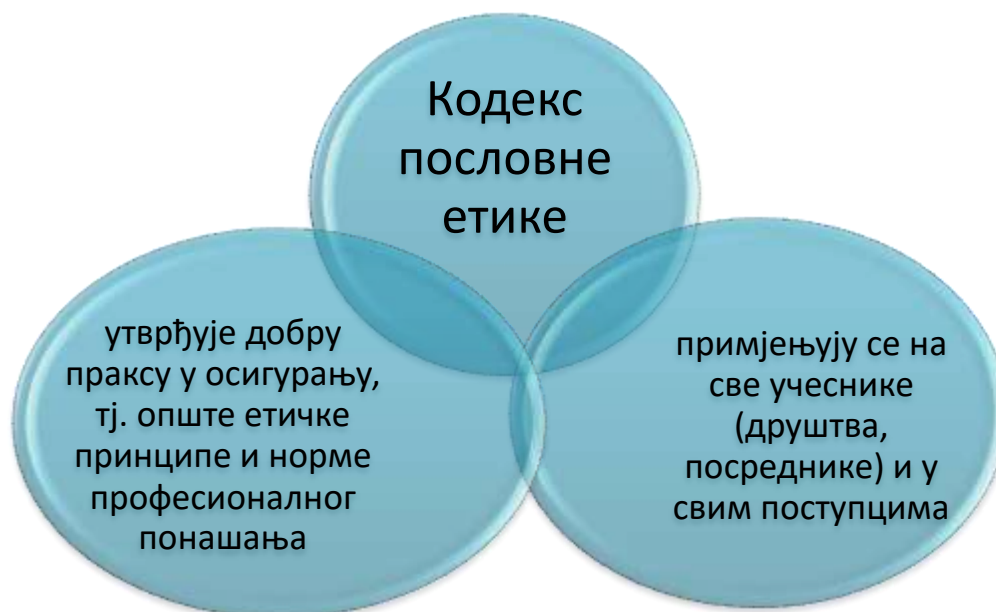 Кодекс
пословне
етике
утврђује добру
праксу у осигурању,
тј. опште етичке
принципе и норме
професионалног
понашања
примјењују се на
све учеснике
(друштва,
посреднике) и у
свим поступцима